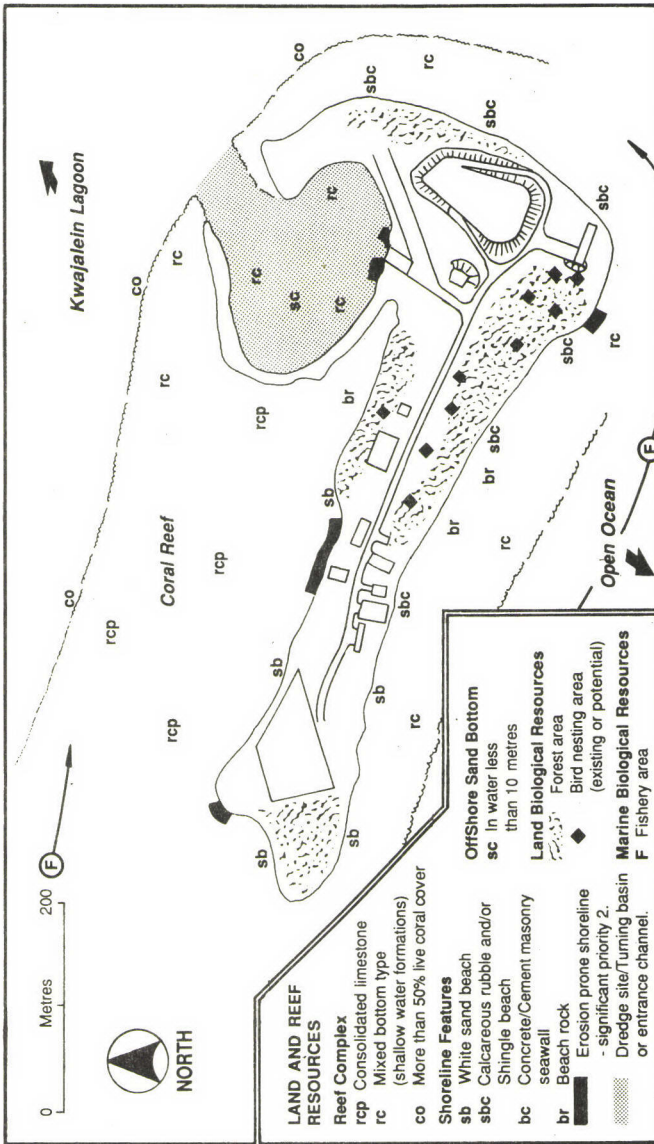 Kwajalein Lagoon
co
co
rc
sbc
rc
rc
rc
sc
rc
rc
rc
co
rcp
br
sbc
sbc
Coral Reef
rcp
sb
rcp
rcp
sb
sbc
rc
sbc
br
br
rc
sbc
sb
rc
sb
sb
F
Open Ocean
F
0 Metres 200
NORTH
LAND AND REEF
RESOURCES
Reef Complex
rcp Consolidated limestone
rc Mixed bottom type
(shallow water formations)
co More than 50% live coral cover
Shoreline Features
sb White sand beach
sbc Calcareous rubble and/or
Shingle beach
bc Concrete/Cement masonry
seawall
br Beach rock
Erosion prone shoreline
- significant priority 2.
Dredge site/Turning basin
or entrance channel.
OffShore Sand Bottom
sc In water less
than 10 metres
Land Biological Resources
Forest area
Bird nesting area
(existing or potential)
Marine Biological Resources
F Fishery area